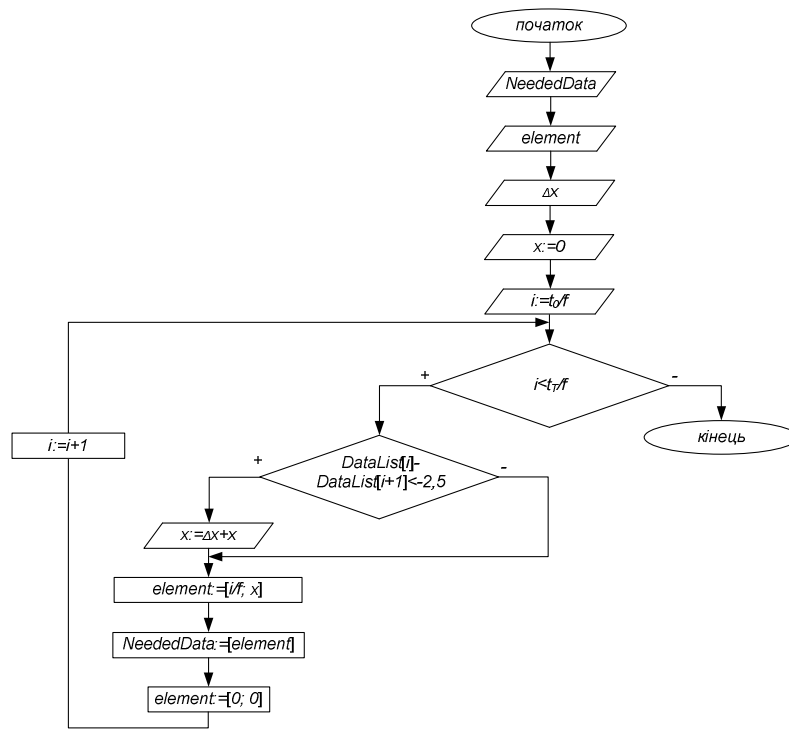 початок
NeededData
element
Δx
x:=0
i:=t₀/f
i<t_T/f
+
-
кінець
i:=i+1
DataList[i]-
DataList[i+1]<-2,5
+
-
x:=Δx+x
element:=[i/f; x]
NeededData:=[element]
element:=[0; 0]